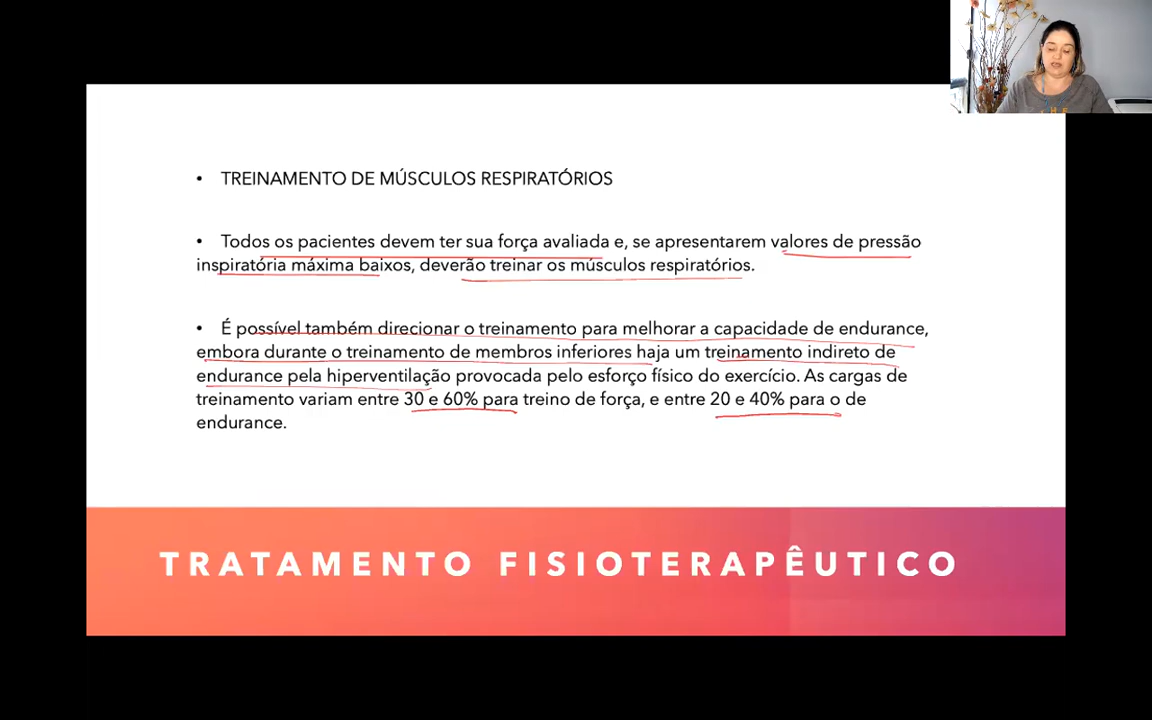 • TREINAMENTO DE MÚSCULOS RESPIRATÓRIOS
• Todos os pacientes devem ter sua força avaliada e, se apresentarem valores de pressão
inspiratória máxima baixos, deverão treinar os músculos respiratórios.
• É possível também direcionar o treinamento para melhorar a capacidade de endurance,
embora durante o treinamento de membros inferiores haja um treinamento indireto de
endurance pela hiperventilação provocada pelo esforço físico do exercício. As cargas de
treinamento variam entre 30 e 60% para treino de força, e entre 20 e 40% para o de
endurance.
TRATAMENTO FISIOTERAPÊUTICO